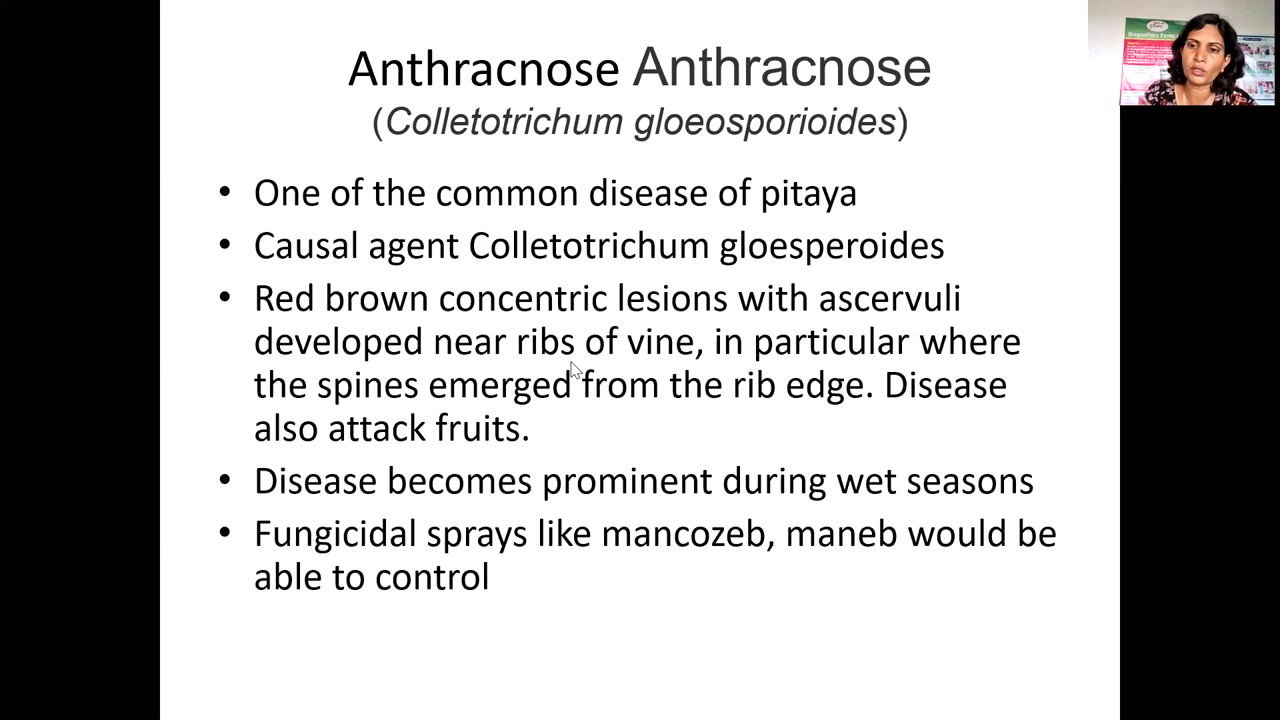 Anthracnose Anthracnose
(Colletotrichum gloeosporioides)
• One of the common disease of pitaya
• Causal agent Colletotrichum gloesperoides
• Red brown concentric lesions with ascervuli
developed near ribs of vine, in particular where
the spines emerged from the rib edge. Disease
also attack fruits.
• Disease becomes prominent during wet seasons
• Fungicidal sprays like mancozeb, maneb would be
able to control